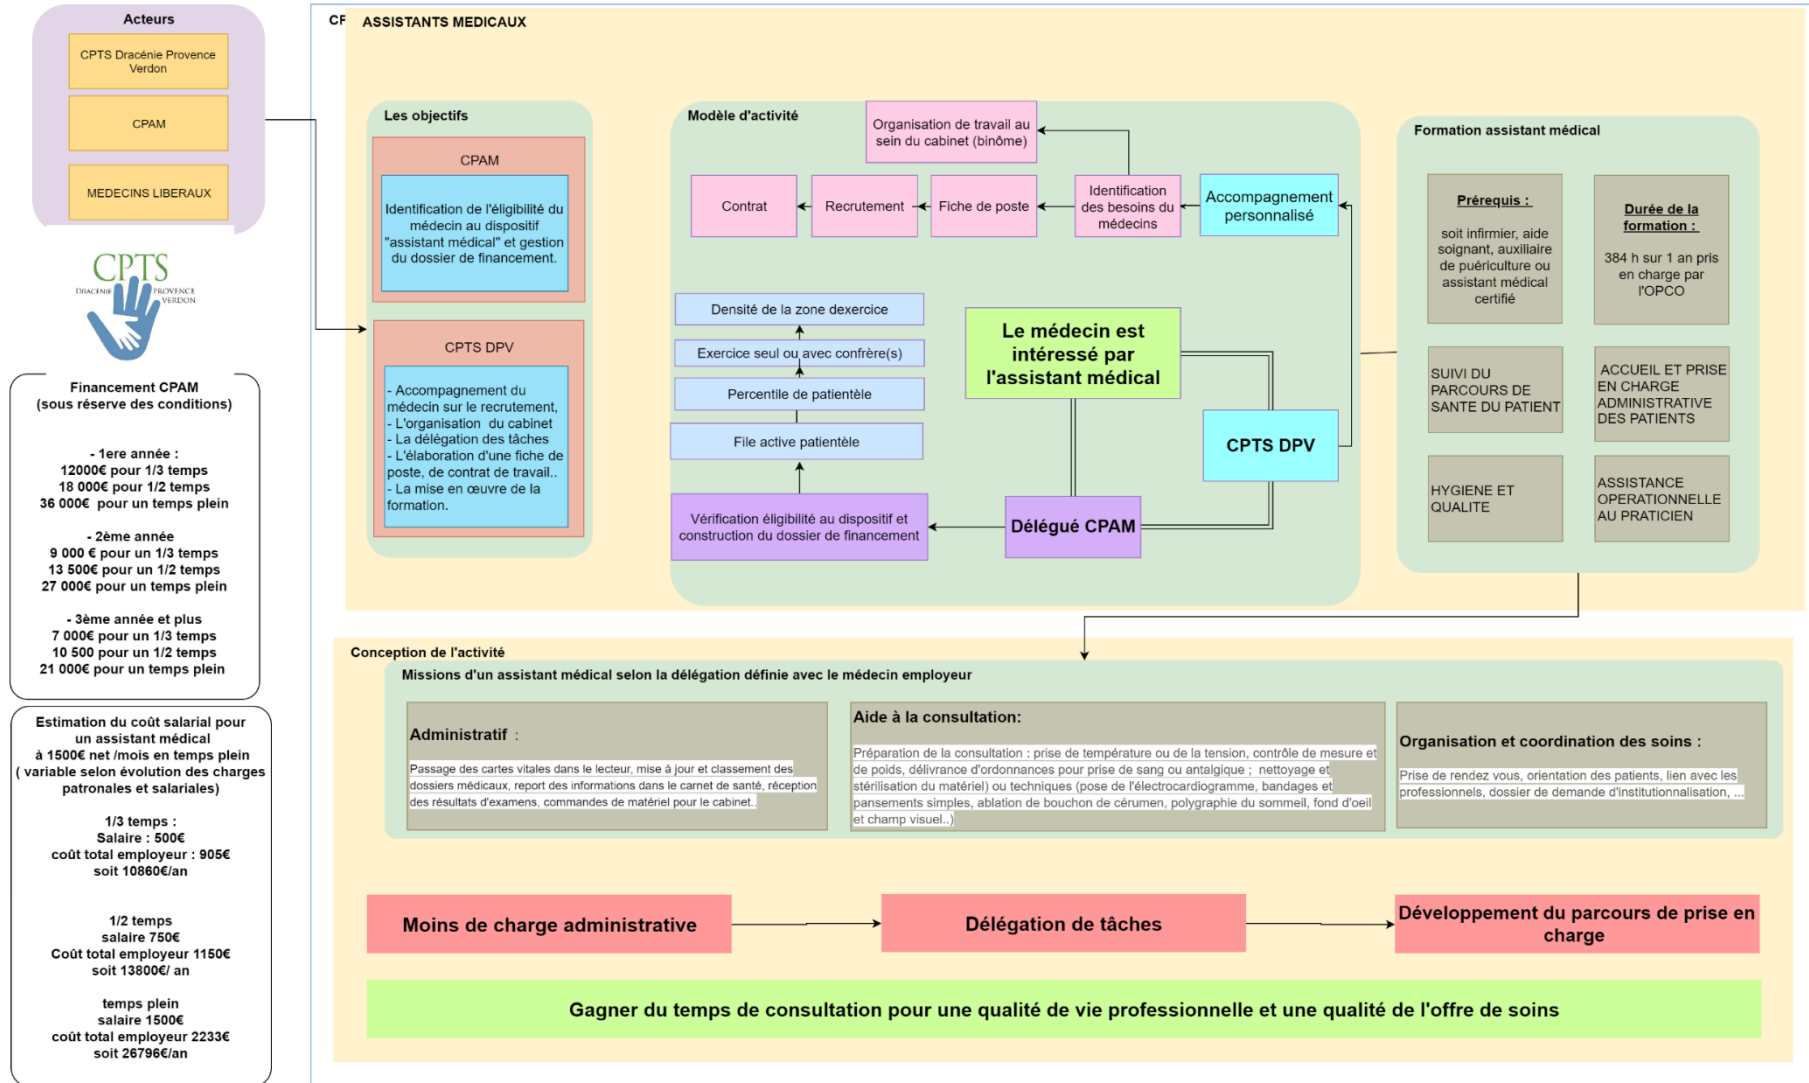 Acteurs
CPTS Dracénie Provence
Verdon
CPAM
MEDECINS LIBERAUX
CPTS
DRACÉNIE PROVENCE
VERDON
Financement CPAM
(sous réserve des conditions)
- 1ere année :
12000€ pour 1/3 temps
18 000€ pour 1/2 temps
36 000€ pour un temps plein
- 2ème année
9 000 € pour un 1/3 temps
13 500€ pour un 1/2 temps
27 000€ pour un temps plein
- 3ème année et plus
7 000€ pour un 1/3 temps
10 500 pour un 1/2 temps
21 000€ pour un temps plein
Estimation du coût salarial pour
un assistant médical
à 1500€ net /mois en temps plein
( variable selon évolution des charges
patronales et salariales)
1/3 temps :
Salaire : 500€
coût total employeur : 905€
soit 10860€/an
1/2 temps
salaire 750€
Coût total employeur 1150€
soit 13800€/ an
temps plein
salaire 1500€
coût total employeur 2233€
soit 26796€/an
ASSISTANTS MEDICAUX
Les objectifs
CPAM
Identification de l'éligibilité du
médecin au dispositif
"assistant médical" et gestion
du dossier de financement.
CPTS DPV
- Accompagnement du
médecin sur le recrutement,
- L'organisation du cabinet
- La délégation des tâches
- L'élaboration d'une fiche de
poste, de contrat de travail..
- La mise en œuvre de la
formation.
Modèle d'activité
Organisation de travail au
sein du cabinet (binôme)
Contrat
Recrutement
Fiche de poste
Identification
des besoins du
médecins
Accompagnement
personnalisé
Densité de la zone dexercice
Exercice seul ou avec confrère(s)
Percentile de patientèle
File active patientèle
Vérification éligibilité au dispositif et
construction du dossier de financement
Le médecin est
intéressé par
l'assistant médical
CPTS DPV
Délégué CPAM
Formation assistant médical
Prérequis :
soit infirmier, aide
soignant, auxiliaire
de puériculture ou
assistant médical
certifié
Durée de la
formation :
384 h sur 1 an pris
en charge par
l'OPCO
SUIVI DU
PARCOURS DE
SANTE DU PATIENT
ACCUEIL ET PRISE
EN CHARGE
ADMINISTRATIVE
DES PATIENTS
HYGIENE ET
QUALITE
ASSISTANCE
OPERATIONNELLE
AU PRATICIEN
Conception de l'activité
Missions d'un assistant médical selon la délégation définie avec le médecin employeur
Administratif :
Passage des cartes vitales dans le lecteur, mise à jour et classement des
dossiers médicaux, report des informations dans le carnet de santé, réception
des résultats d'examens, commandes de matériel pour le cabinet..
Aide à la consultation:
Préparation de la consultation : prise de température ou de la tension, contrôle de mesure et
de poids, délivrance d'ordonnances pour prise de sang ou antalgique ; nettoyage et
stérilisation du matériel) ou techniques (pose de l'électrocardiogramme, bandages et
pansements simples, ablation de bouchon de cérumen, polygraphie du sommeil, fond d'oeil
et champ visuel..)
Organisation et coordination des soins :
Prise de rendez vous, orientation des patients, lien avec les
professionnels, dossier de demande d'institutionnalisation, ...
Moins de charge administrative
Délégation de tâches
Développement du parcours de prise en
charge
Gagner du temps de consultation pour une qualité de vie professionnelle et une qualité de l'offre de soins